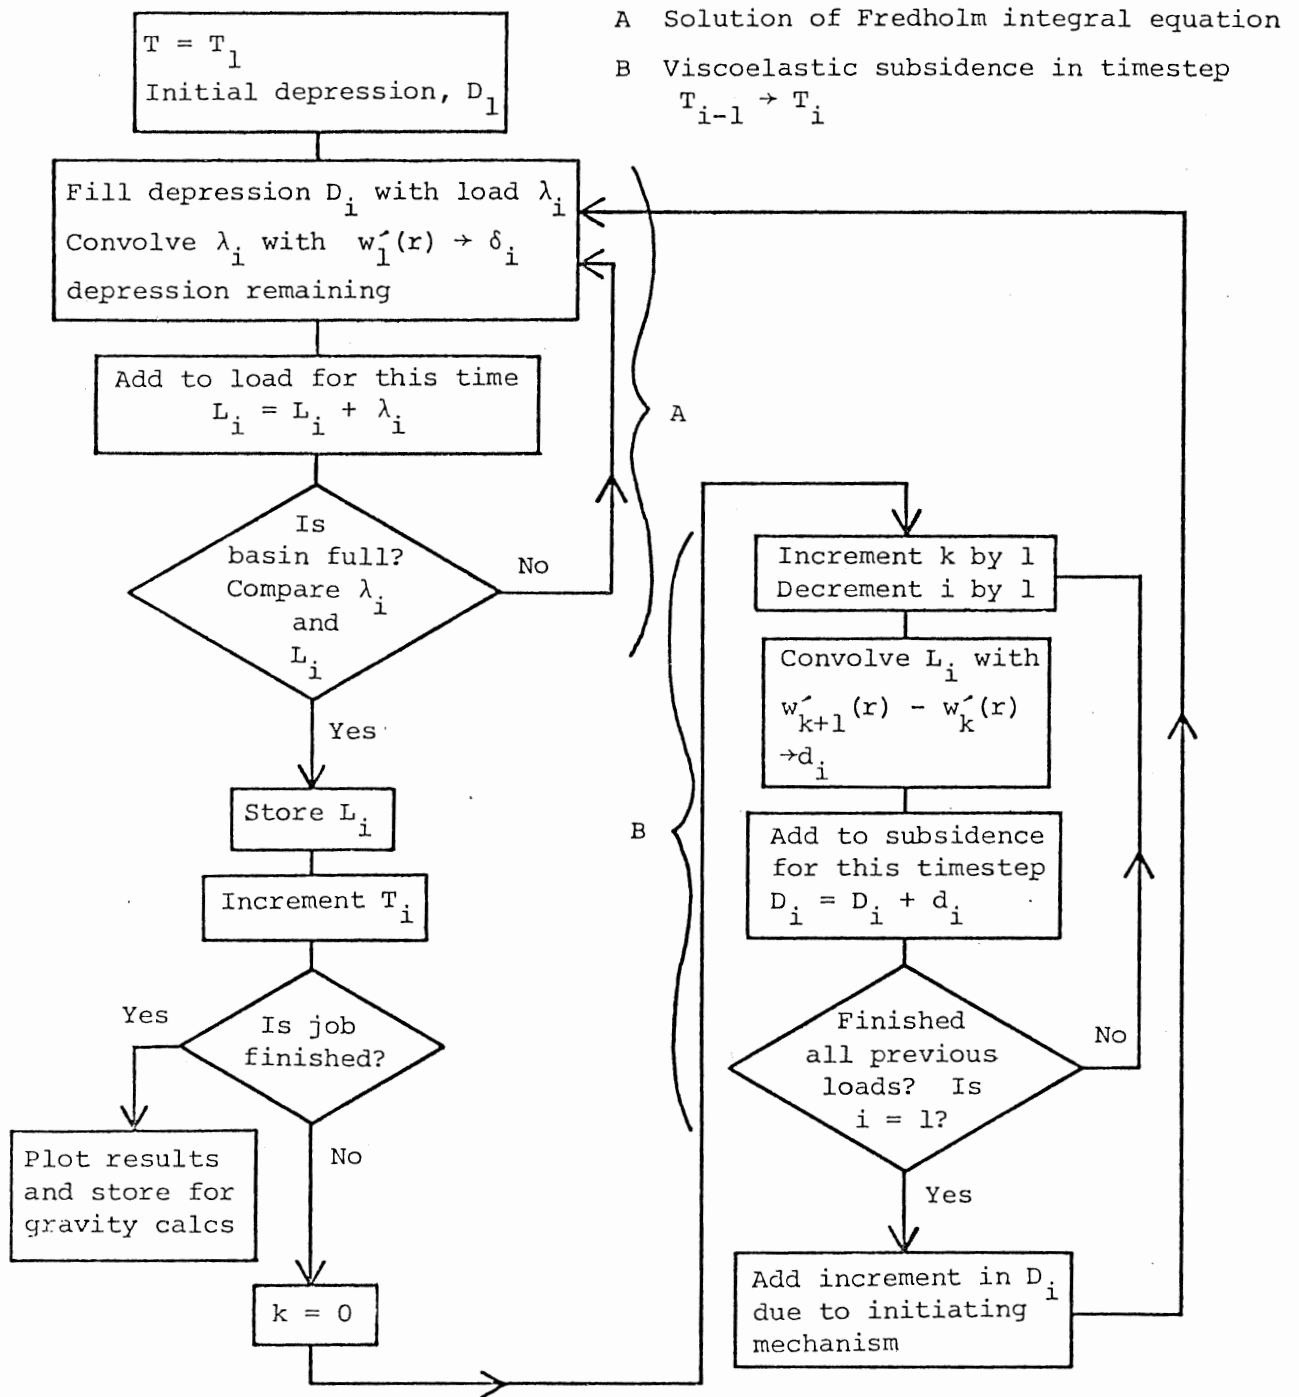 A Solution of Fredholm integral equation
B Viscoelastic subsidence in timestep
T_{i-1} → T_i
T = T_1
Initial depression, D_1
Fill depression D_i with load λ_i
Convolve λ_i with w′_1(r) → δ_i
depression remaining
Add to load for this time
L_i = L_i + λ_i
A
Is
basin full?
Compare λ_i
and
L_i
No
Yes
Store L_i
Increment T_i
Is job
finished?
Yes
Plot results
and store for
gravity calcs
No
k = 0
B
Increment k by 1
Decrement i by 1
Convolve L_i with
w′_{k+1}(r) - w′_k(r)
→d_i
Add to subsidence
for this timestep
D_i = D_i + d_i
Finished
all previous
loads? Is
i = 1?
No
Yes
Add increment in D_i
due to initiating
mechanism